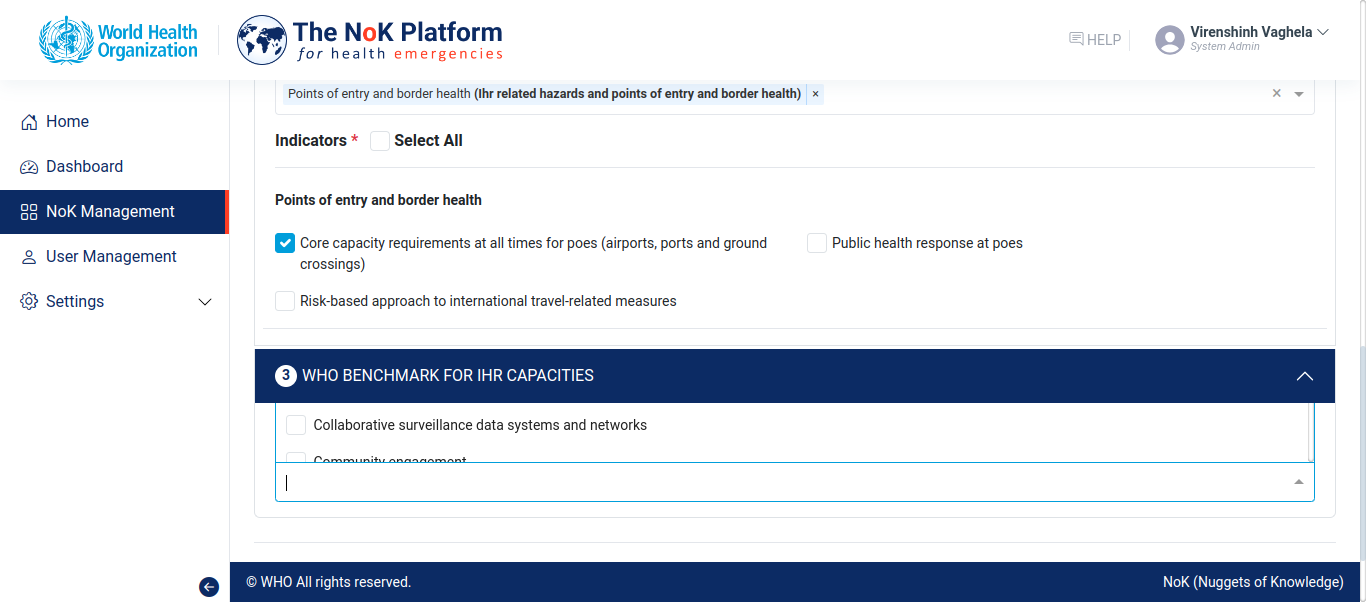 World Health
Organization
The NoK Platform
for health emergencies
HELP
Virenshinh Vaghela
System Admin
Home
Dashboard
NoK Management
User Management
Settings
Points of entry and border health (Ihr related hazards and points of entry and border health) ×
×
Indicators * Select All
Points of entry and border health
Core capacity requirements at all times for poes (airports, ports and ground
crossings)
Public health response at poes
Risk-based approach to international travel-related measures
3 WHO BENCHMARK FOR IHR CAPACITIES
Collaborative surveillance data systems and networks
Community engagement
© WHO All rights reserved.
NoK (Nuggets of Knowledge)